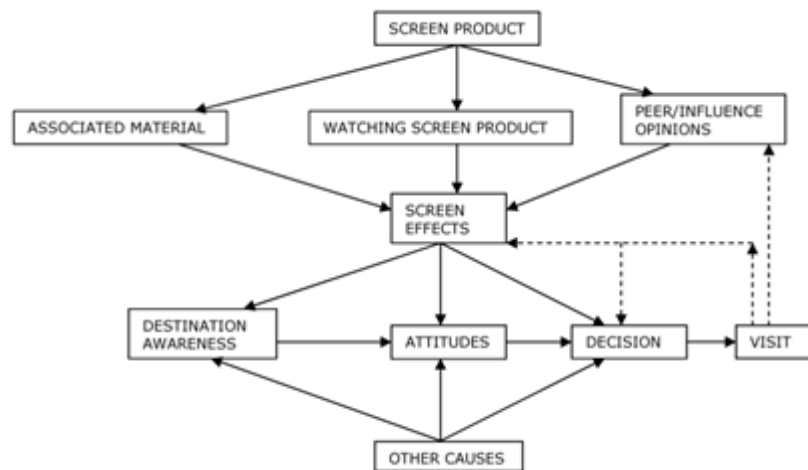 SCREEN PRODUCT
ASSOCIATED MATERIAL
WATCHING SCREEN PRODUCT
PEER/INFLUENCE
OPINIONS
SCREEN
EFFECTS
DESTINATION
AWARENESS
ATTITUDES
DECISION
VISIT
OTHER CAUSES